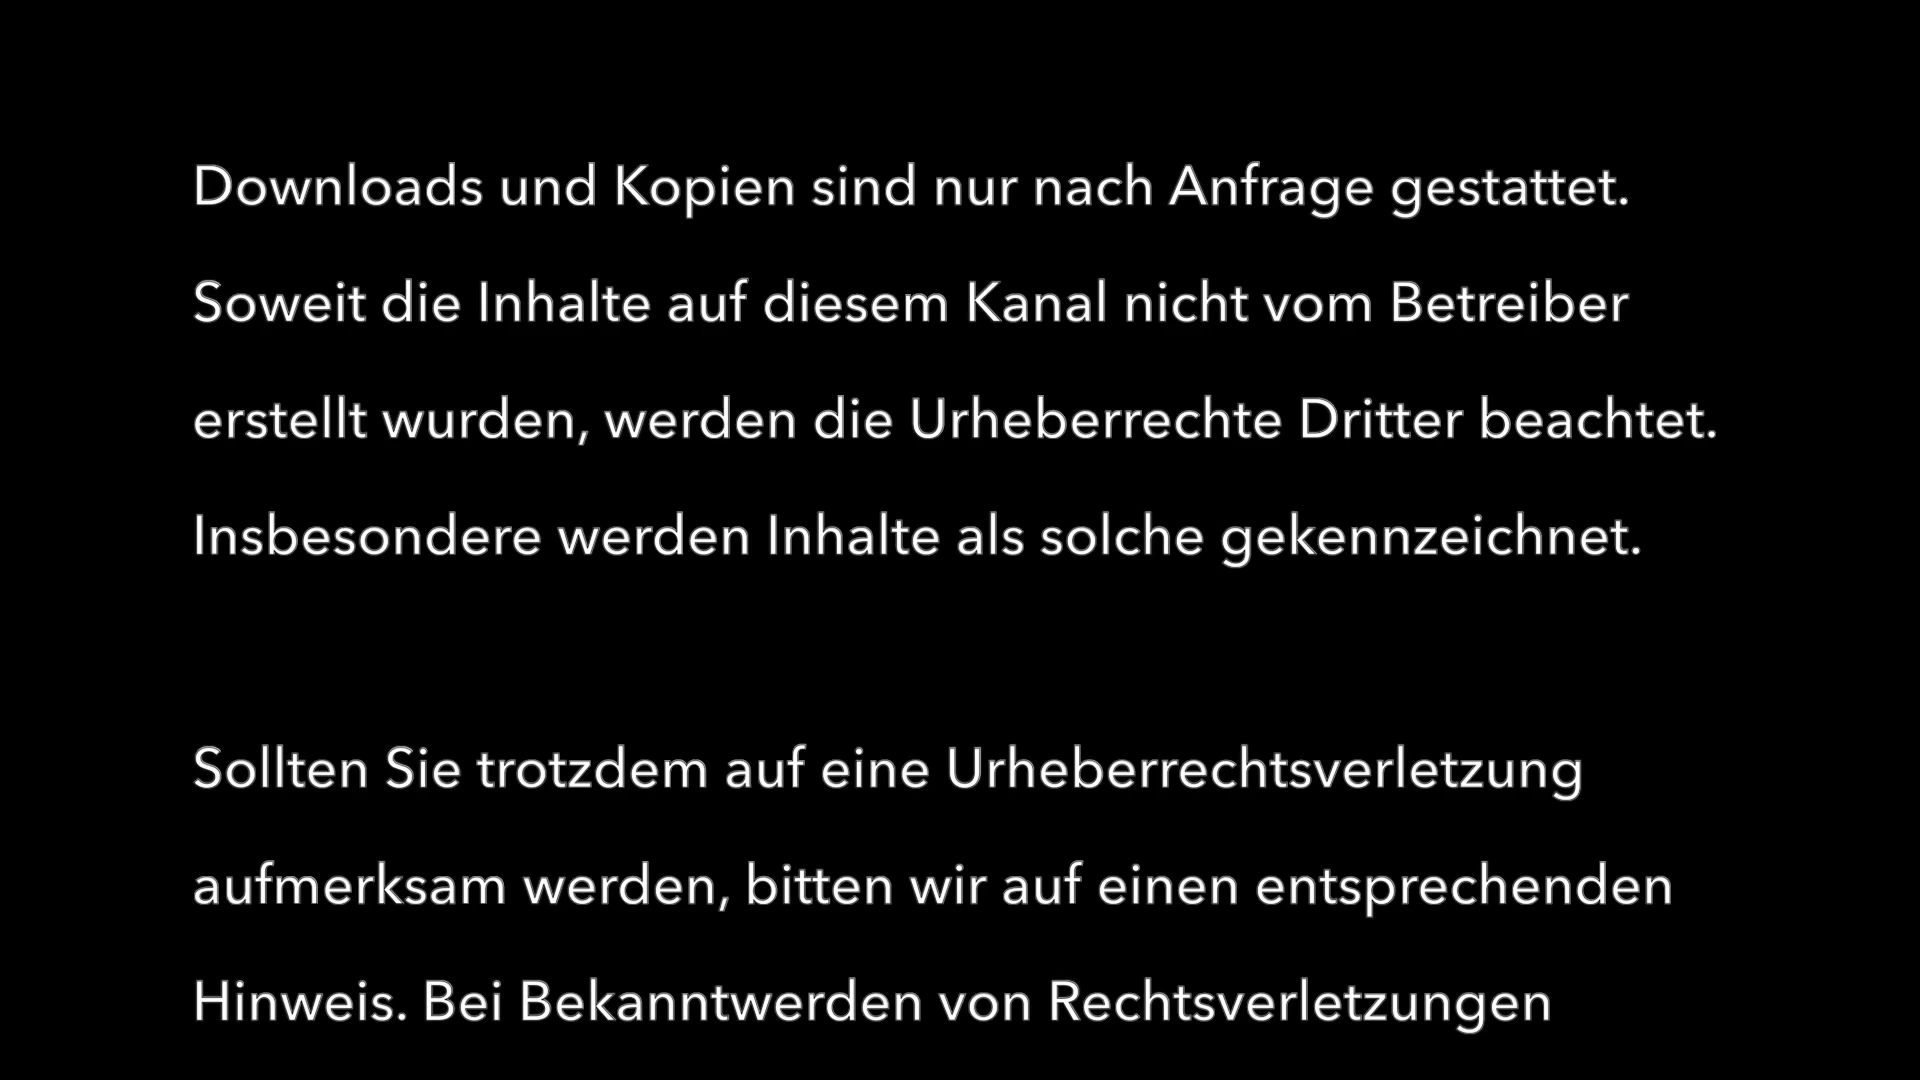 Downloads und Kopien sind nur nach Anfrage gestattet.
Soweit die Inhalte auf diesem Kanal nicht vom Betreiber
erstellt wurden, werden die Urheberrechte Dritter beachtet.
Insbesondere werden Inhalte als solche gekennzeichnet.
Sollten Sie trotzdem auf eine Urheberrechtsverletzung
aufmerksam werden, bitten wir auf einen entsprechenden
Hinweis. Bei Bekanntwerden von Rechtsverletzungen